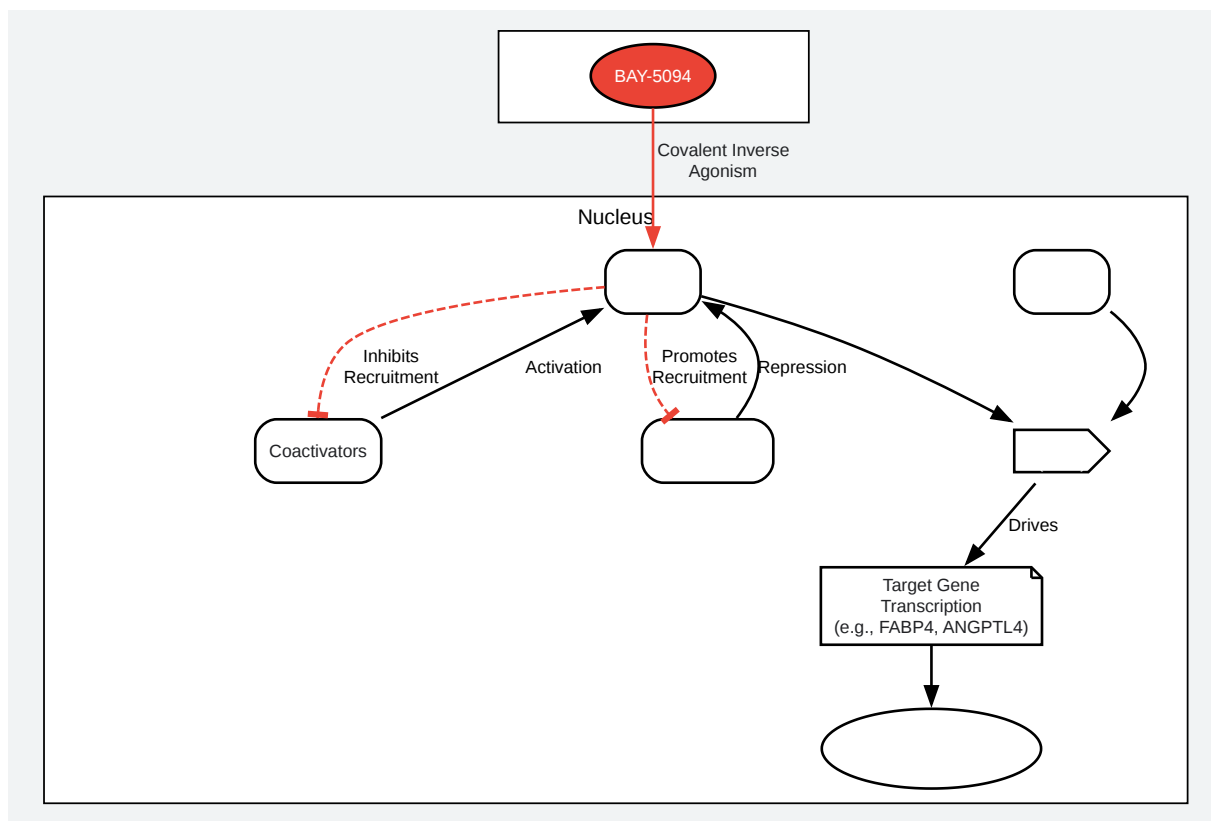 BAY-5094
Covalent Inverse
Agonism
Nucleus
Inhibits
Recruitment
Activation
Promotes
Recruitment
Repression
Coactivators
Drives
Target Gene
Transcription
(e.g., FABP4, ANGPTL4)